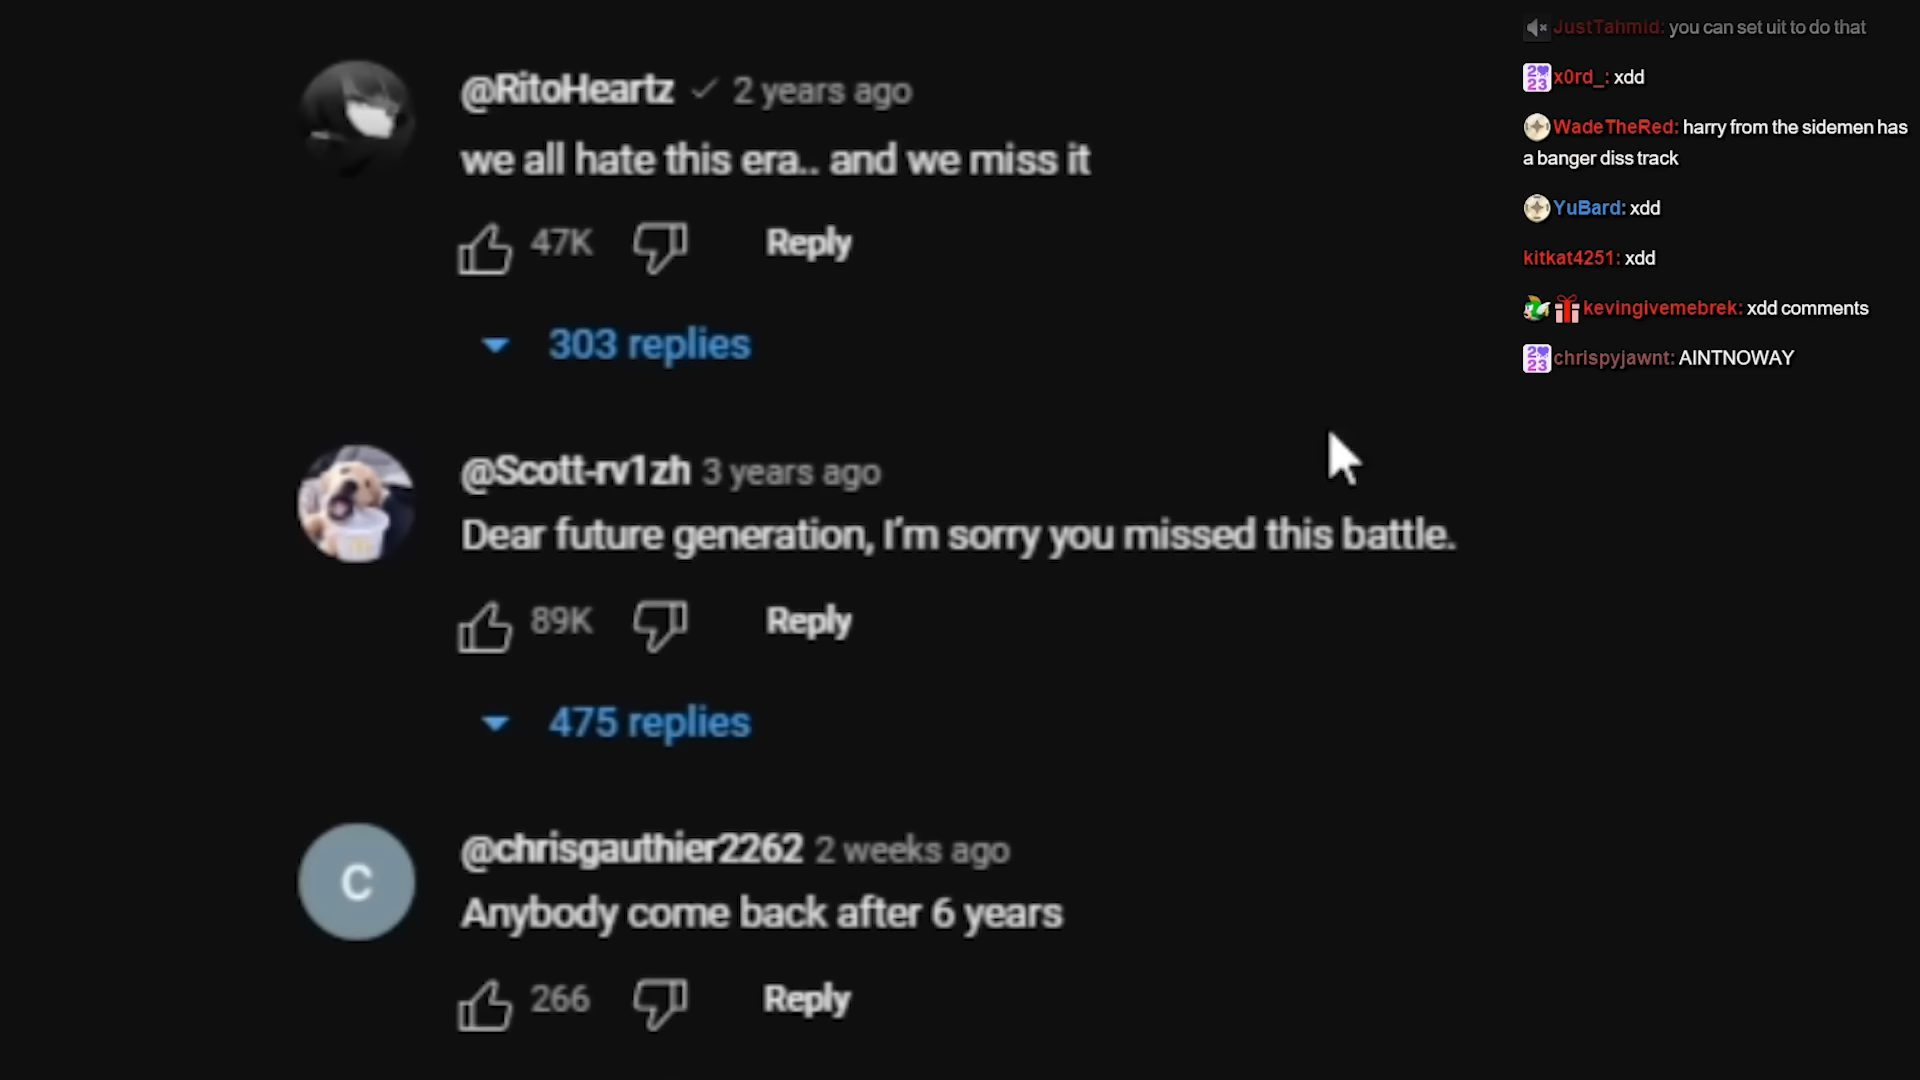 @RitoHeartz 2 years ago
we all hate this era.. and we miss it
47K Reply
303 replies
@Scott-rv1zh 3 years ago
Dear future generation, I'm sorry you missed this battle.
89K Reply
475 replies
C
@chrisgauthier2262 2 weeks ago
Anybody come back after 6 years
266 Reply
JustTahmid: you can set uit to do that
2023 x0rd_: xdd
WadeTheRed: harry from the sidemen has
a banger diss track
YuBard: xdd
kitkat4251: xdd
kevingivemebrek: xdd comments
2023 chrispyjawnt: AINTNOWAY